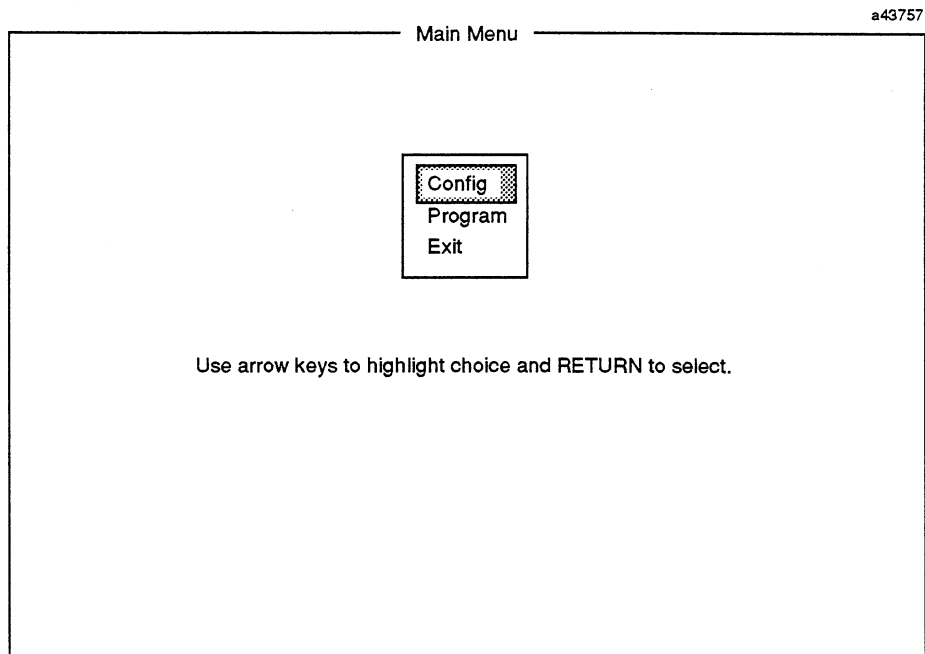 a43757
Main Menu
Config
Program
Exit
Use arrow keys to highlight choice and RETURN to select.